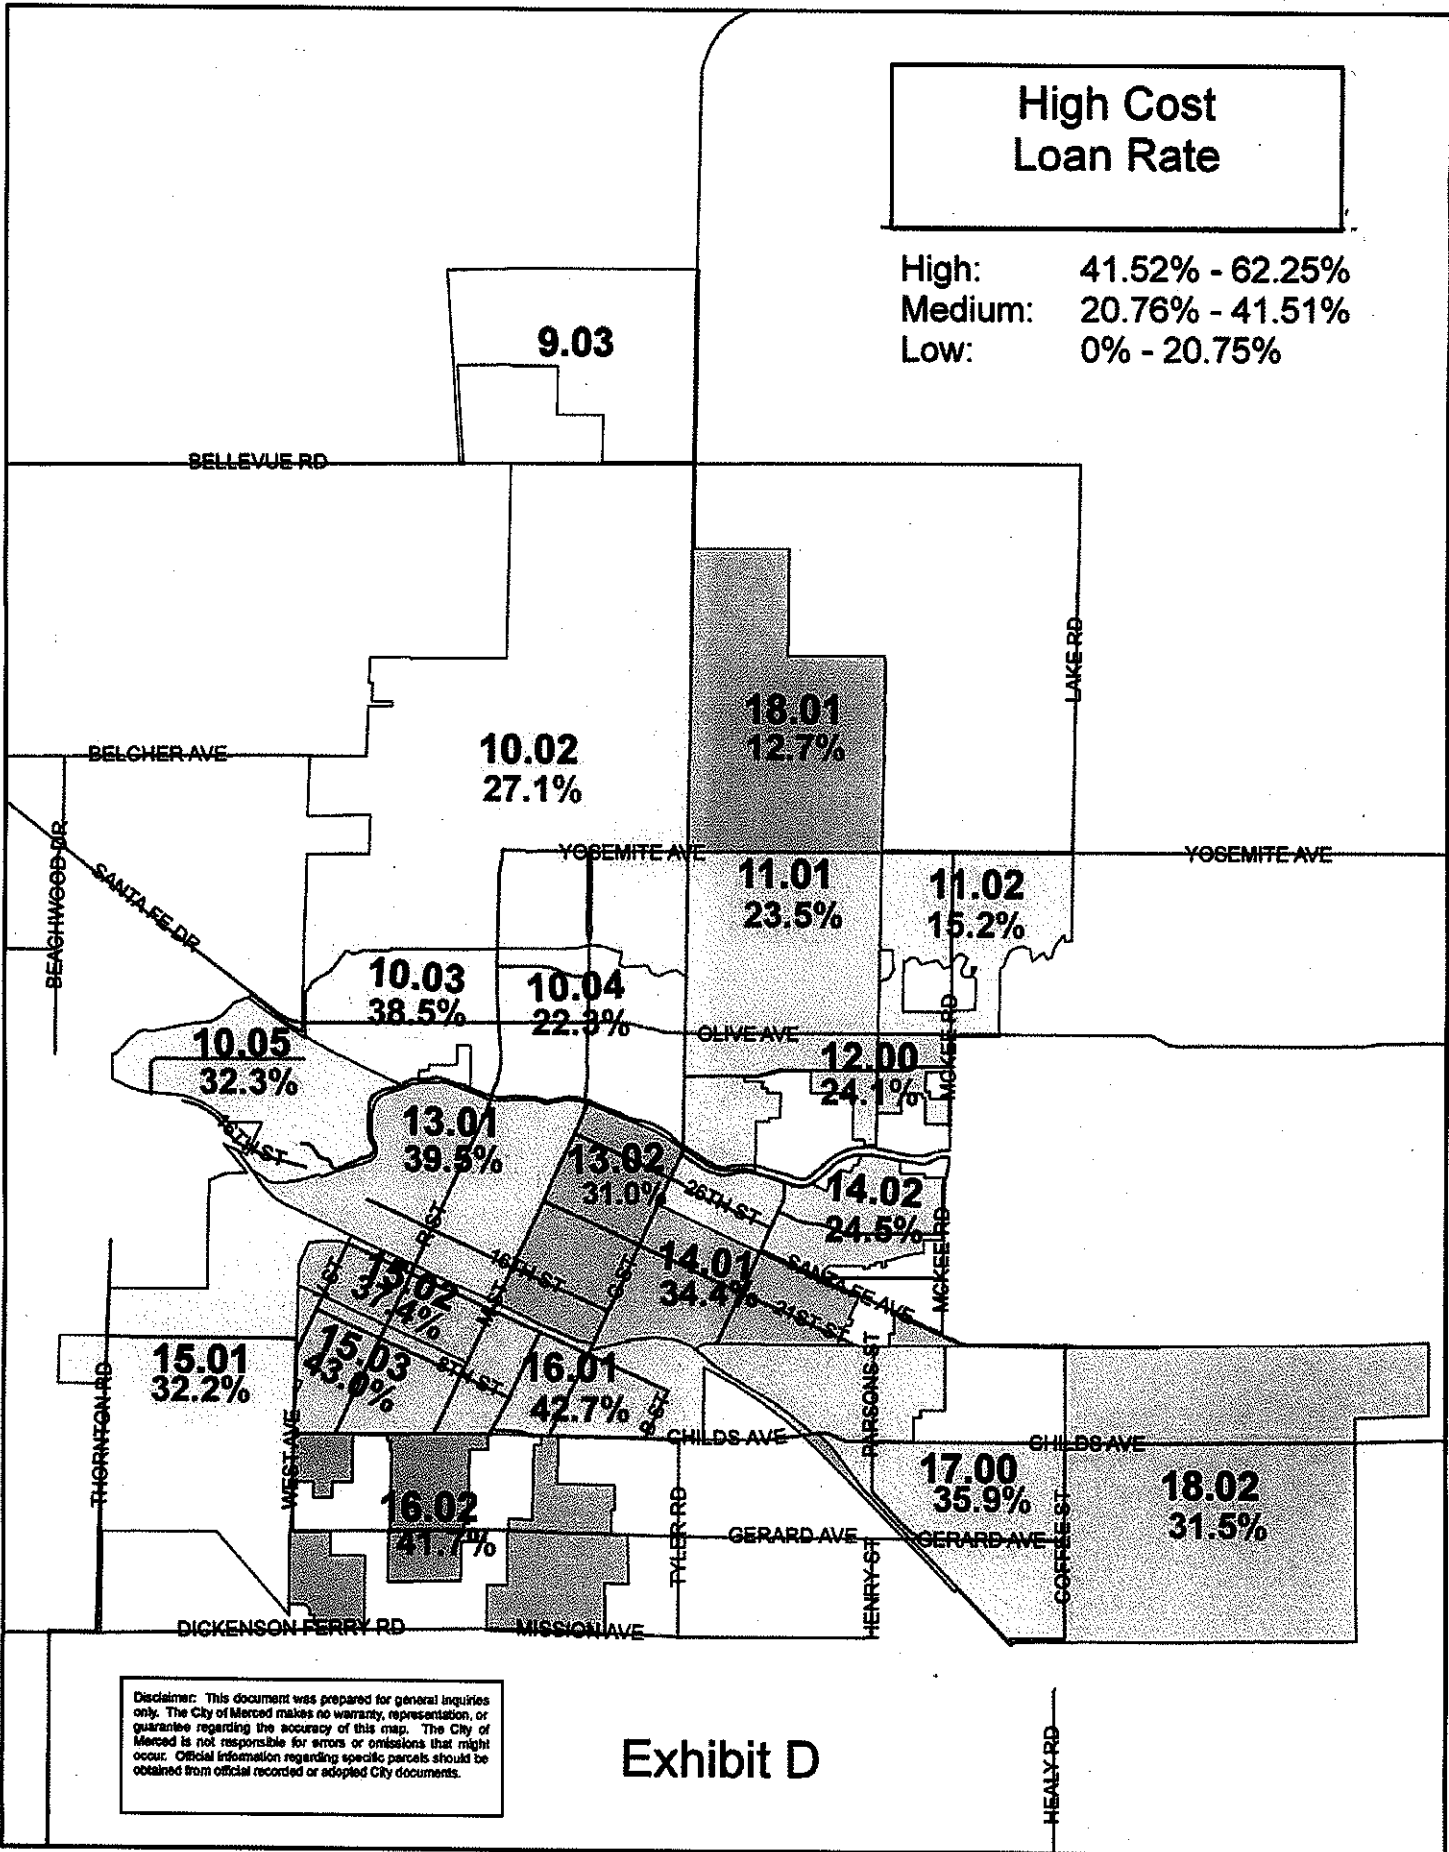 High Cost
Loan Rate
High: 41.52% - 62.25%
Medium: 20.76% - 41.51%
Low: 0% - 20.75%
9.03
BELLEVUE RD
LAKE RD
18.01
12.7%
10.02
27.1%
BELCHER AVE
BEACHWOOD DR
SANTA FE DR
YOSEMITE AVE
YOSEMITE AVE
11.01
23.5%
11.02
15.2%
10.03
38.5%
10.04
22.3%
OLIVE AVE
MCKEE RD
10.05
32.3%
12.00
24.1%
16TH ST
13.01
39.5%
13.02
31.0%
26TH ST
14.02
24.5%
R ST
16TH ST
G ST
14.01
34.4%
SANTA FE AVE
21ST ST
MCKEE RD
V ST
15.02
37.4%
M ST
15.03
43.0%
8TH ST
15.01
32.2%
16.01
42.7%
B ST
PARSONS ST
THORNTON RD
WEST AVE
CHILDS AVE
CHILDS AVE
17.00
35.9%
18.02
31.5%
16.02
41.7%
TYLER RD
GERARD AVE
GERARD AVE
HENRY ST
COFFEE ST
DICKENSON FERRY RD
MISSION AVE
Disclaimer: This document was prepared for general inquiries
only. The City of Merced makes no warranty, representation, or
guarantee regarding the accuracy of this map. The City of
Merced is not responsible for errors or omissions that might
occur. Official information regarding specific parcels should be
obtained from official recorded or adopted City documents.
Exhibit D
HEALY RD